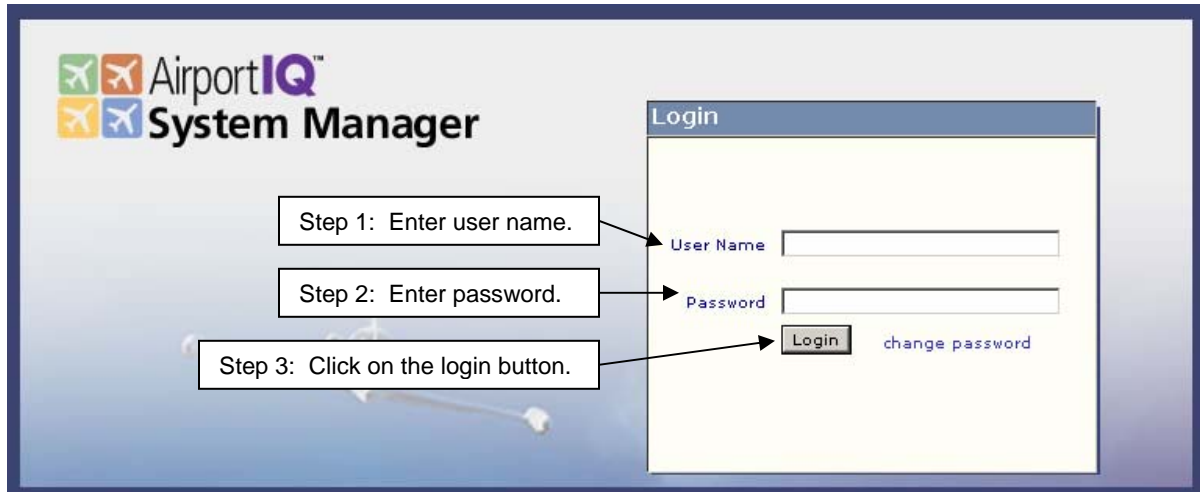 AirportIQ™
System Manager
Login
Step 1: Enter user name.
User Name
Step 2: Enter password.
Password
Login change password
Step 3: Click on the login button.